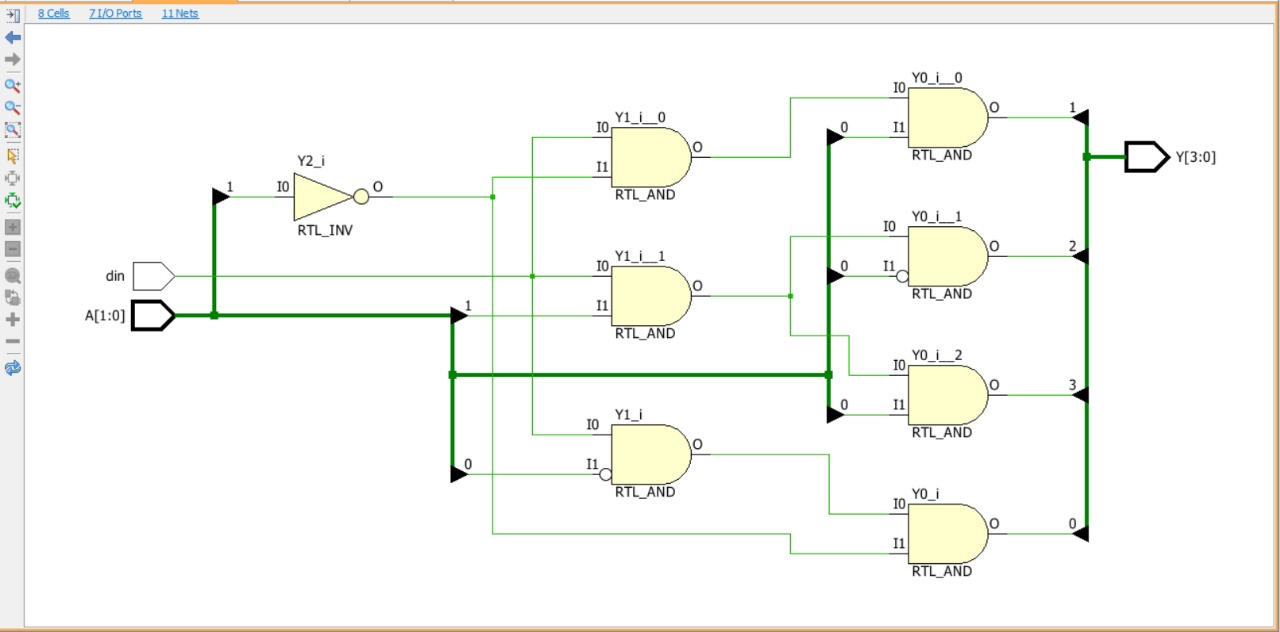 8 Cells 7 I/O Ports 11 Nets
Y0_i__0
I0
O
1
I1
0
RTL_AND
Y[3:0]
Y1_i__0
I0
O
I1
RTL_AND
Y2_i
1
I0
O
RTL_INV
Y0_i__1
I0
O
2
0
I1
RTL_AND
din
A[1:0]
Y1_i__1
I0
O
1
I1
RTL_AND
Y0_i__2
I0
O
3
0
I1
RTL_AND
Y1_i
I0
O
0
I1
RTL_AND
Y0_i
I0
O
0
I1
RTL_AND